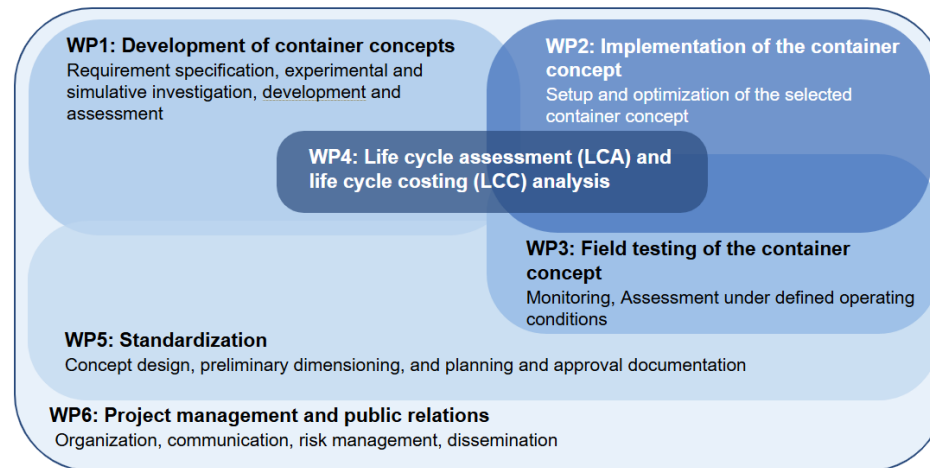 WP1: Development of container concepts
Requirement specification, experimental and
simulative investigation, development and
assessment
WP2: Implementation of the container
concept
Setup and optimization of the selected
container concept
WP4: Life cycle assessment (LCA) and
life cycle costing (LCC) analysis
WP3: Field testing of the container
concept
Monitoring, Assessment under defined operating
conditions
WP5: Standardization
Concept design, preliminary dimensioning, and planning and approval documentation
WP6: Project management and public relations
Organization, communication, risk management, dissemination